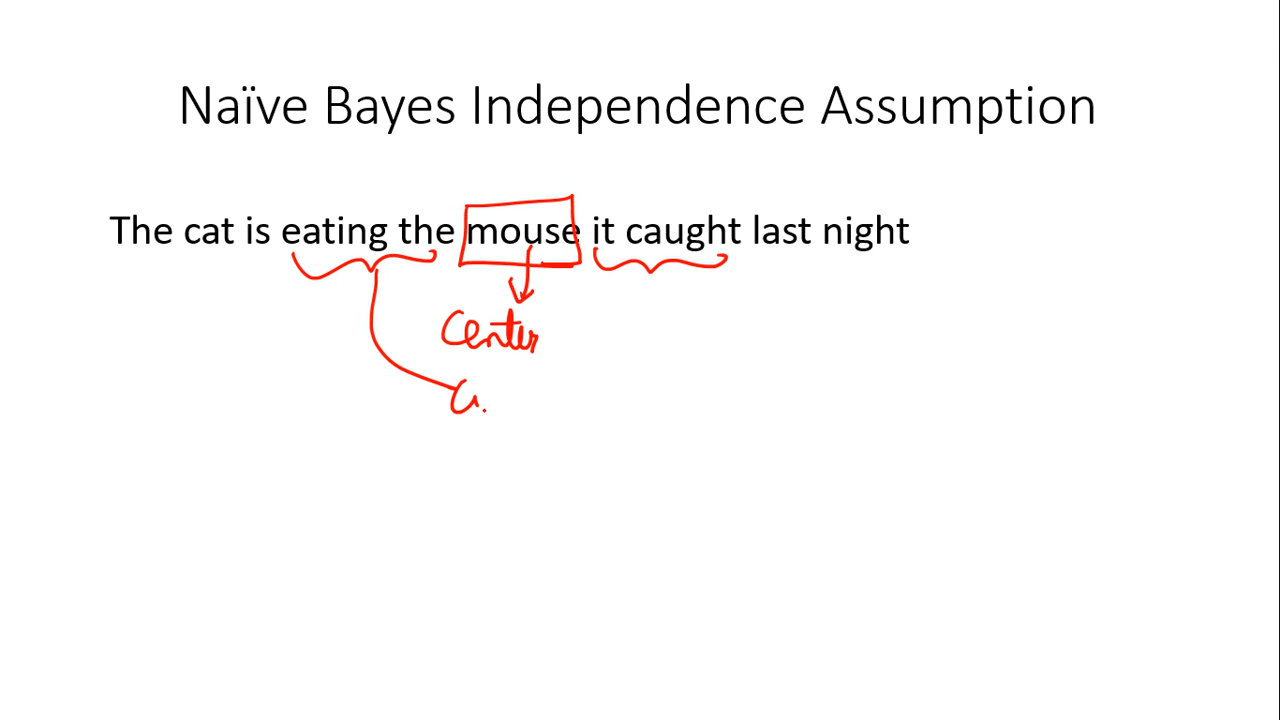 Naïve Bayes Independence Assumption
The cat is eating the mouse it caught last night
Center